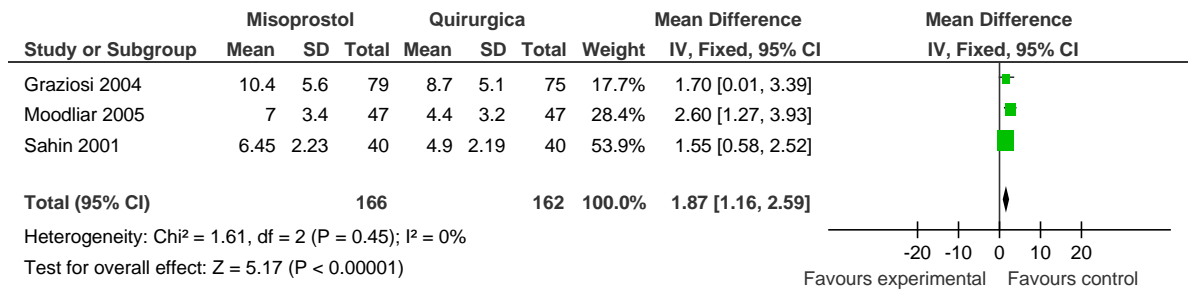 Misoprostol Quirurgica Mean Difference Mean Difference
Study or Subgroup Mean SD Total Mean SD Total Weight IV, Fixed, 95% CI IV, Fixed, 95% CI
Graziosi 2004 10.4 5.6 79 8.7 5.1 75 17.7% 1.70 [0.01, 3.39]
Moodliar 2005 7 3.4 47 4.4 3.2 47 28.4% 2.60 [1.27, 3.93]
Sahin 2001 6.45 2.23 40 4.9 2.19 40 53.9% 1.55 [0.58, 2.52]
Total (95% CI) 166 162 100.0% 1.87 [1.16, 2.59]
Heterogeneity: Chi² = 1.61, df = 2 (P = 0.45); I² = 0%
Test for overall effect: Z = 5.17 (P < 0.00001)
-20 -10 0 10 20
Favours experimental Favours control